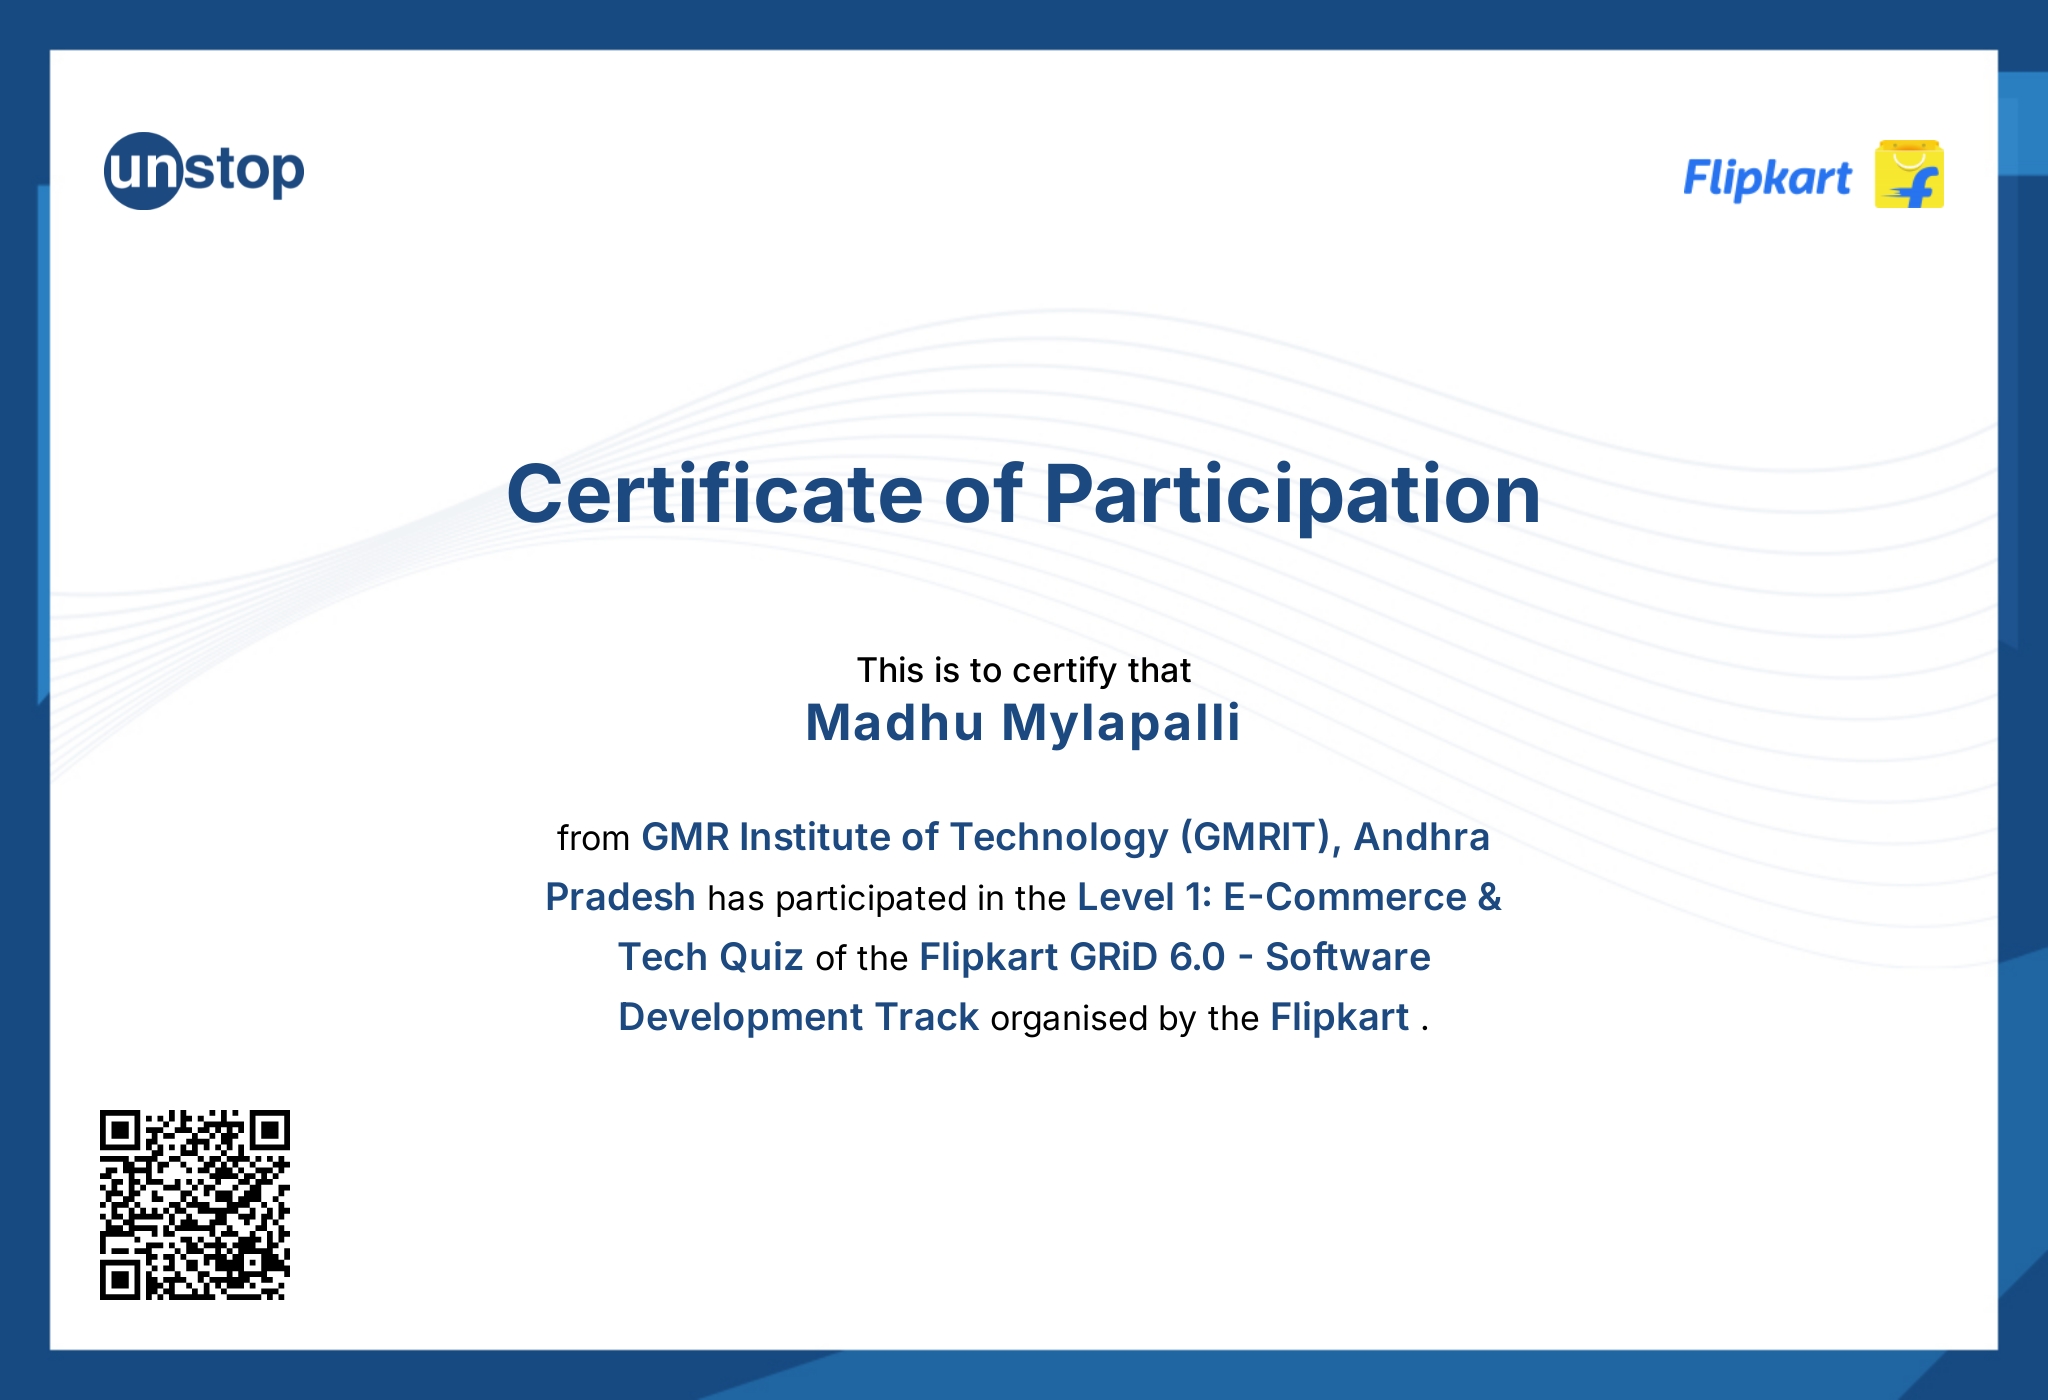 unstop
Flipkart
Certificate of Participation
This is to certify that
Madhu Mylapalli
from GMR Institute of Technology (GMRIT), Andhra
Pradesh has participated in the Level 1: E-Commerce &
Tech Quiz of the Flipkart GRiD 6.0 - Software
Development Track organised by the Flipkart .